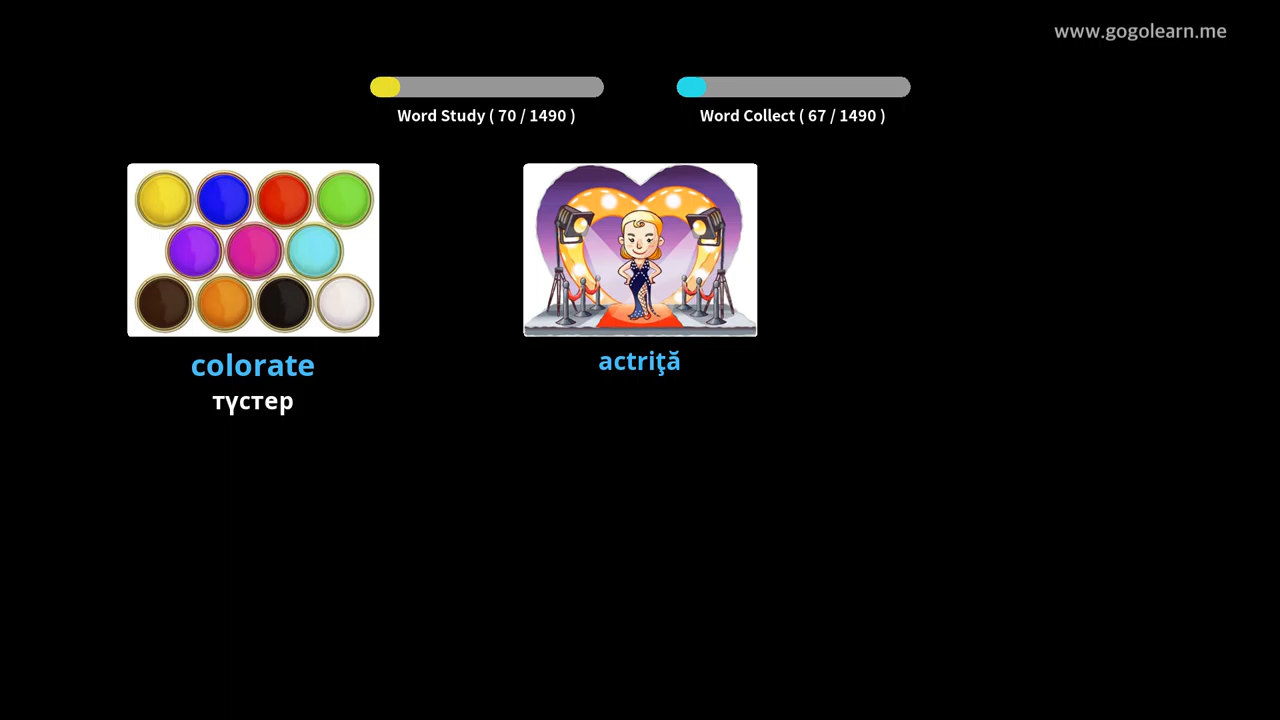 www.gogolearn.me
Word Study ( 70 / 1490 )
Word Collect ( 67 / 1490 )
colorate
түстер
actriţă